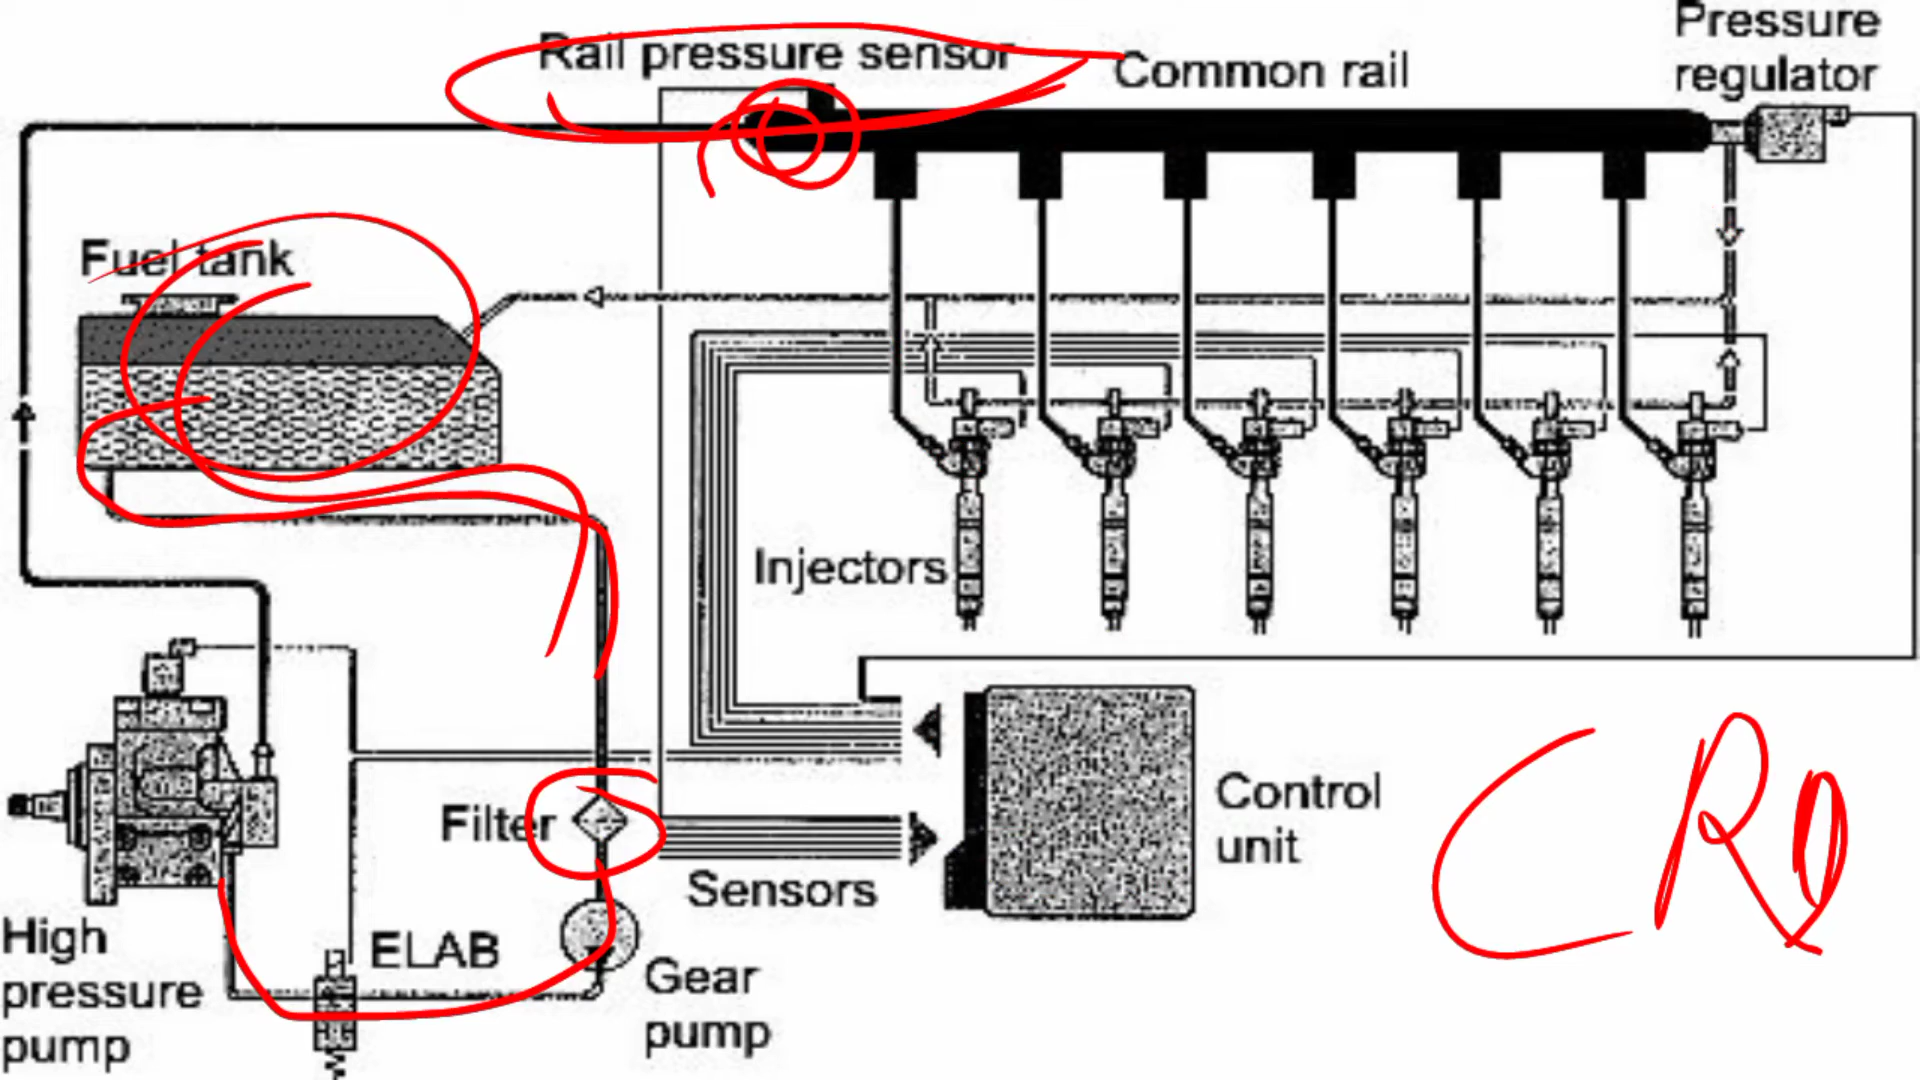 Rail pressure sensor
Common rail
Pressure
regulator
Fuel tank
Injectors
Control
unit
Filter
Sensors
ELAB
Gear
pump
High
pressure
pump